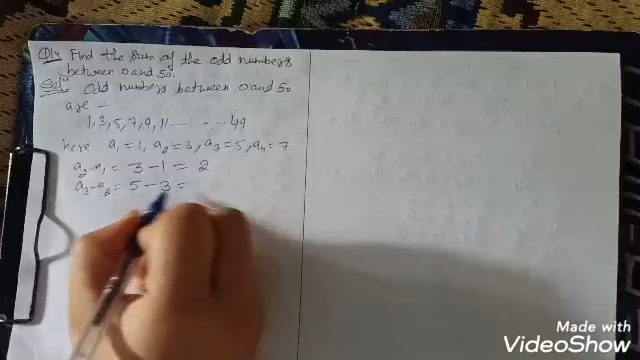 Q14 Find the sum of the odd numbers
between 0 and 50.
Solⁿ Odd numbers between 0 and 50
are -
1, 3, 5, 7, 9, 11 ------ 49
here a₁ = 1, a₂ = 3, a₃ = 5, a₄ = 7
a₂-a₁ = 3 - 1 = 2
a₃-a₂ = 5 - 3 =
Made with
VideoShow